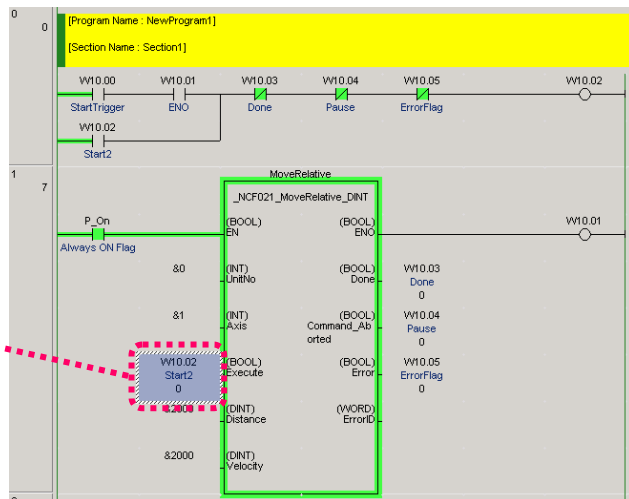 0
0
[Program Name : NewProgram1]
[Section Name : Section1]
W10.00 W10.01 W10.03 W10.04 W10.05 W10.02
StartTrigger ENO Done Pause ErrorFlag
W10.02
Start2
1
7
MoveRelative
_NCF021_MoveRelative_DINT
P_On (BOOL) (BOOL) W10.01
EN ENO
Always ON Flag
&0 (INT) (BOOL) W10.03
UnitNo Done Done
0
&1 (INT) (BOOL) W10.04
Axis Command_Ab Pause
orted 0
W10.02 (BOOL) (BOOL) W10.05
Start2 Execute Error ErrorFlag
0 0
&2000 (DINT) (WORD)
Distance ErrorID
&2000 (DINT)
Velocity